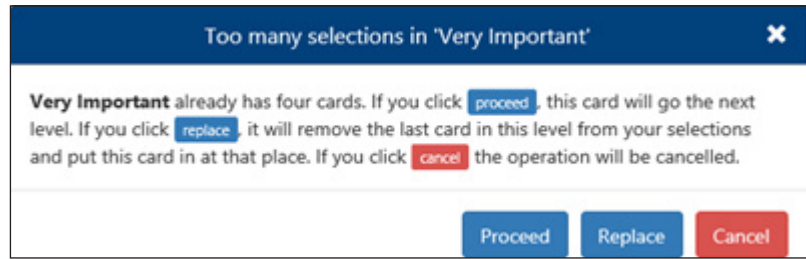 Too many selections in 'Very Important'
Very Important already has four cards. If you click proceed, this card will go the next
level. If you click replace, it will remove the last card in this level from your selections
and put this card in at that place. If you click cancel the operation will be cancelled.
Proceed Replace Cancel